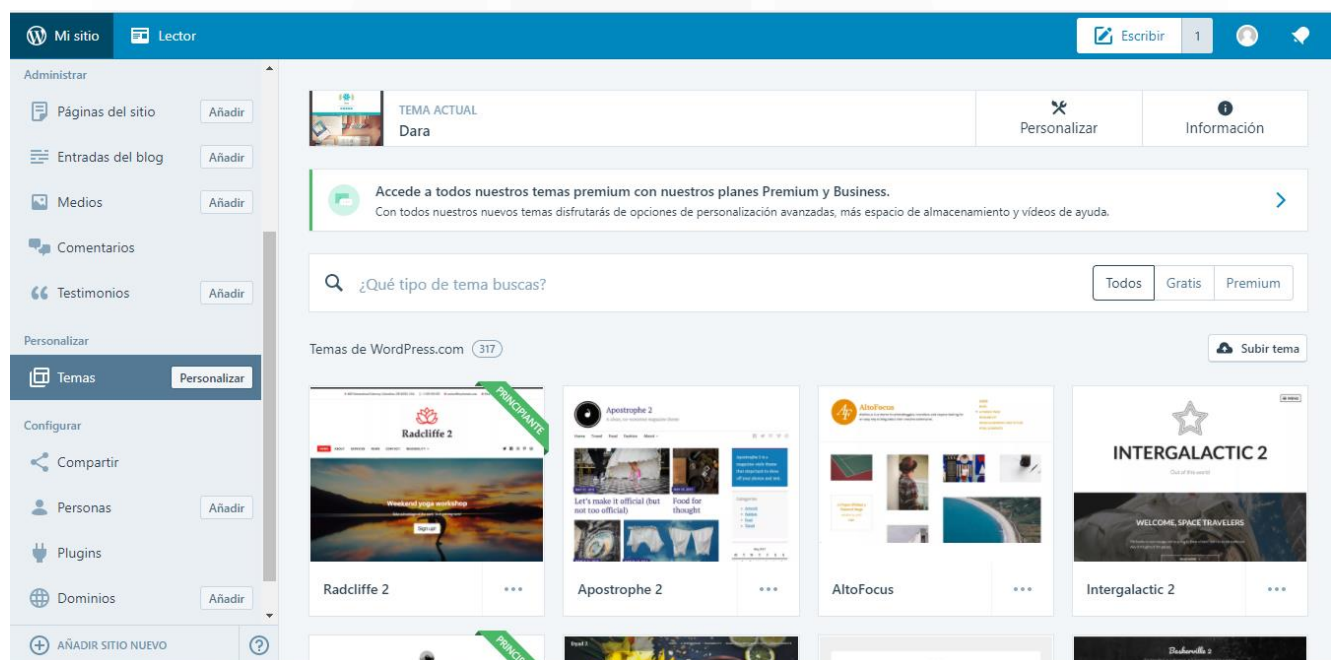 Mi sitio
Lector
Escribir
1
Administrar
Páginas del sitio
Añadir
Entradas del blog
Añadir
Medios
Añadir
Comentarios
Testimonios
Añadir
Personalizar
Temas
Personalizar
Configurar
Compartir
Personas
Añadir
Plugins
Dominios
Añadir
AÑADIR SITIO NUEVO
TEMA ACTUAL
Dara
Personalizar
Información
Accede a todos nuestros temas premium con nuestros planes Premium y Business.
Con todos nuestros nuevos temas disfrutarás de opciones de personalización avanzadas, más espacio de almacenamiento y vídeos de ayuda.
¿Qué tipo de tema buscas?
Todos
Gratis
Premium
Temas de WordPress.com 317
Subir tema
PRINCIPIANTE
Radcliffe 2
Weekend yoga workshop
Sign up!
Radcliffe 2
Apostrophe 2
Let's make it official (but
not too official)
Food for
thought
Apostrophe 2
AltoFocus
AltoFocus
INTERGALACTIC 2
Out of this world
WELCOME, SPACE TRAVELERS
Intergalactic 2
Baskerville 2